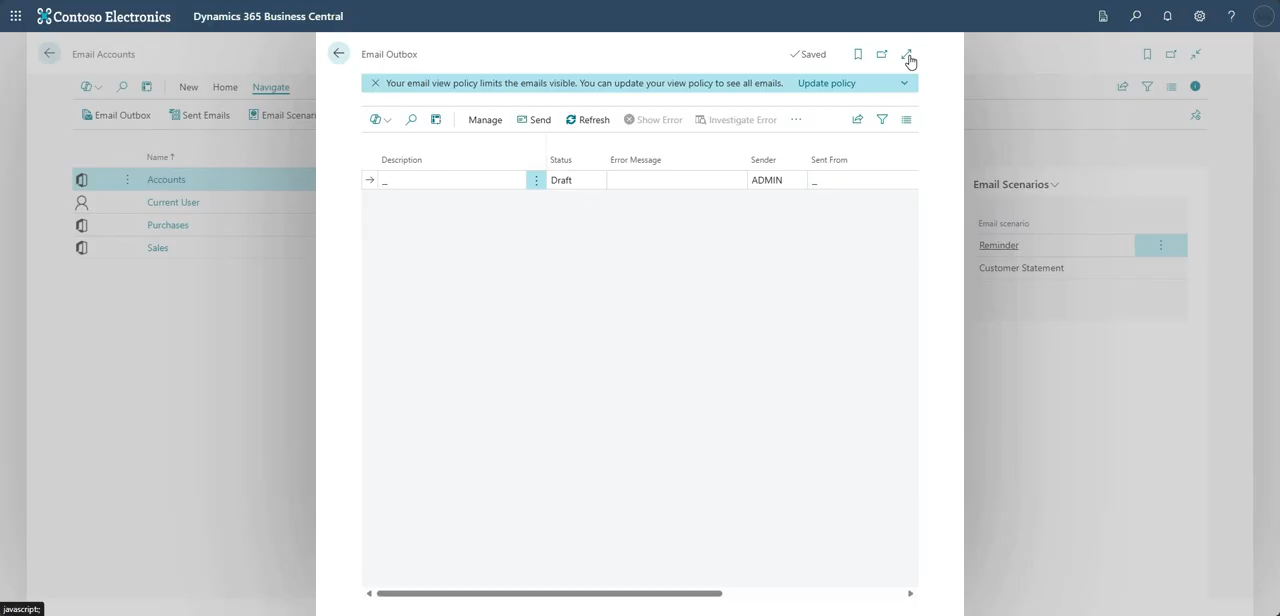 Contoso Electronics Dynamics 365 Business Central
Email Accounts
New Home Navigate
Email Outbox Sent Emails Email Scenari
Name ↑
Accounts
Current User
Purchases
Sales
Email Outbox
✓Saved
Your email view policy limits the emails visible. You can update your view policy to see all emails. Update policy
Manage Send Refresh Show Error Investigate Error ...
Description Status Error Message Sender Sent From
→ _ Draft ADMIN _
Email Scenarios
Email scenario
Reminder
Customer Statement
javascript:;